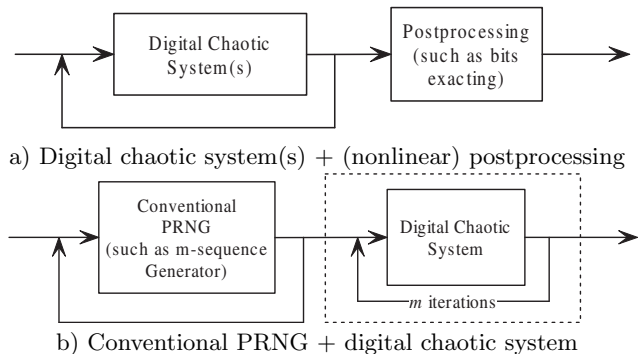 Digital Chaotic
System(s)
Postprocessing
(such as bits
exacting)
a) Digital chaotic system(s) + (nonlinear) postprocessing
Conventional
PRNG
(such as m-sequence
Generator)
Digital Chaotic
System
m iterations
b) Conventional PRNG + digital chaotic system